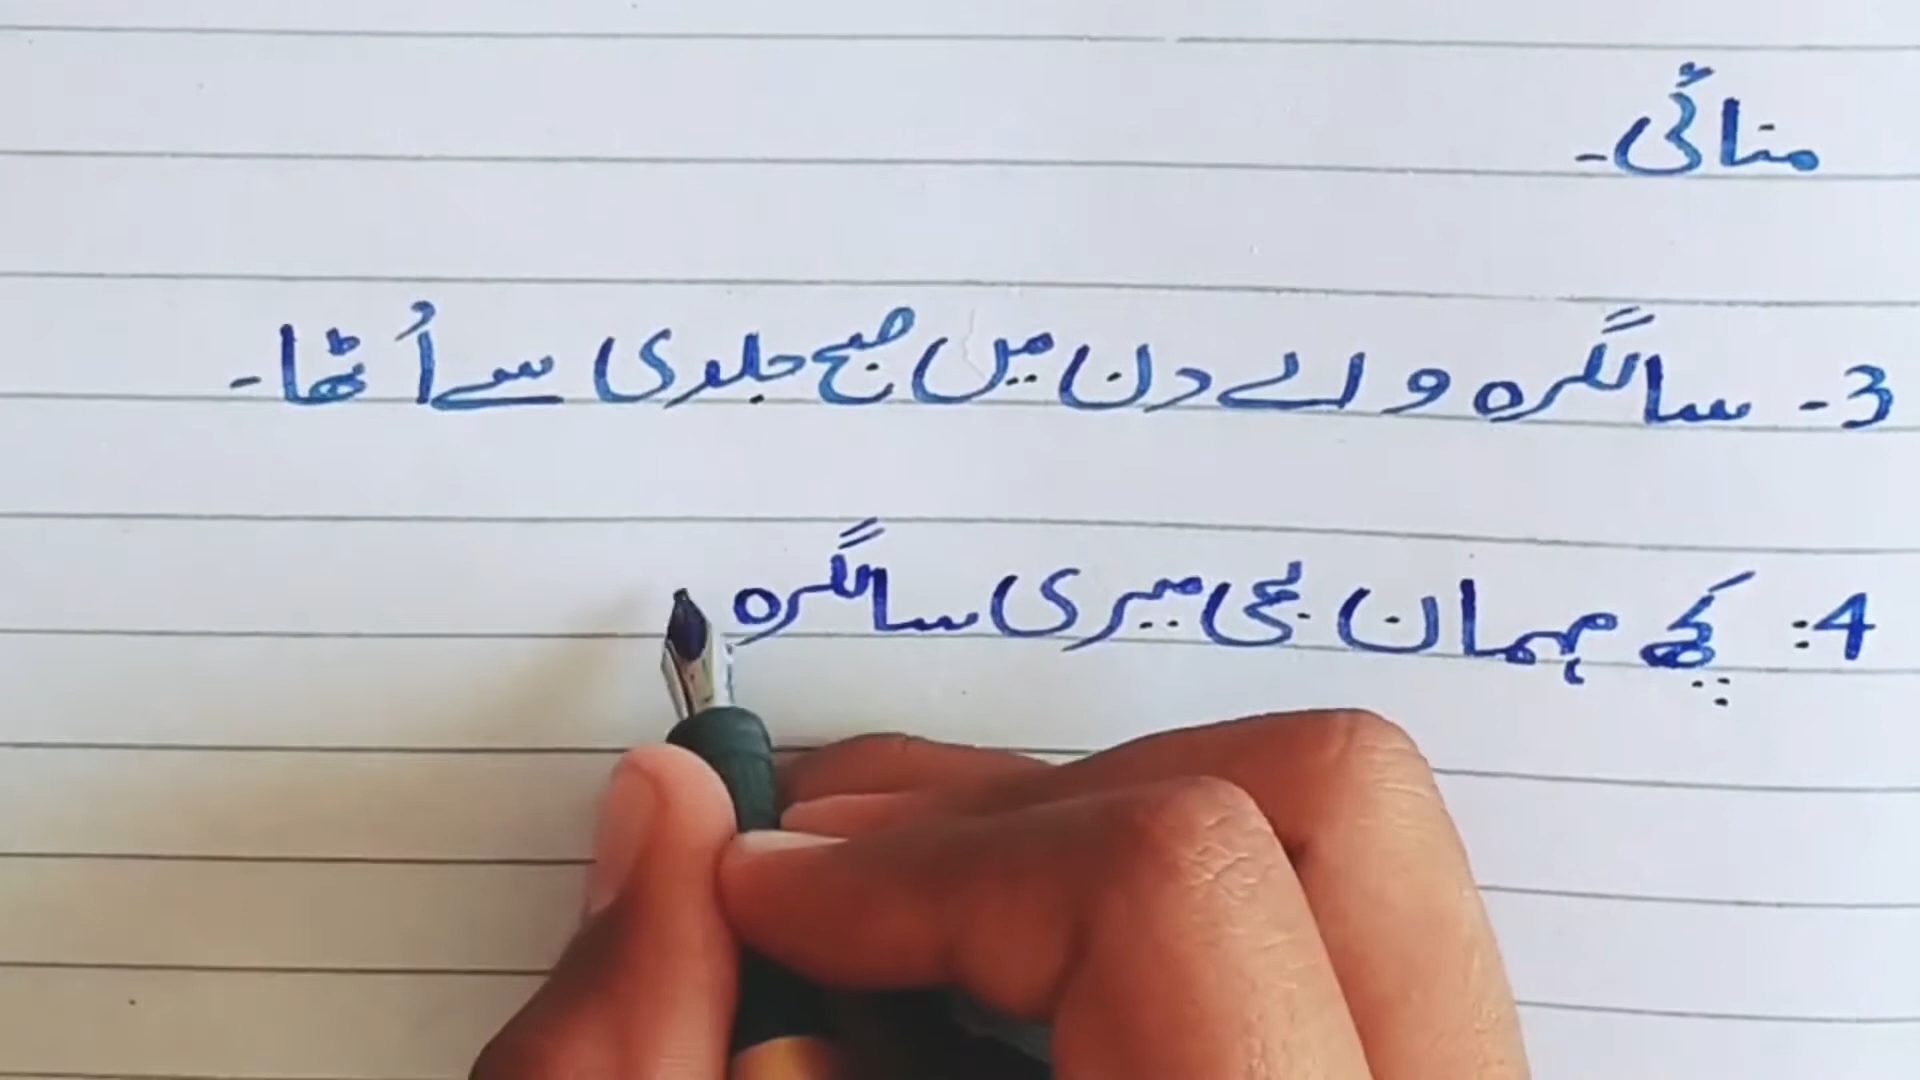 منائی۔
3۔ سالگرہ والے دن میں صبح جلدی سے اُٹھا۔
4: کچھ مہمان بھی میری سالگرہ